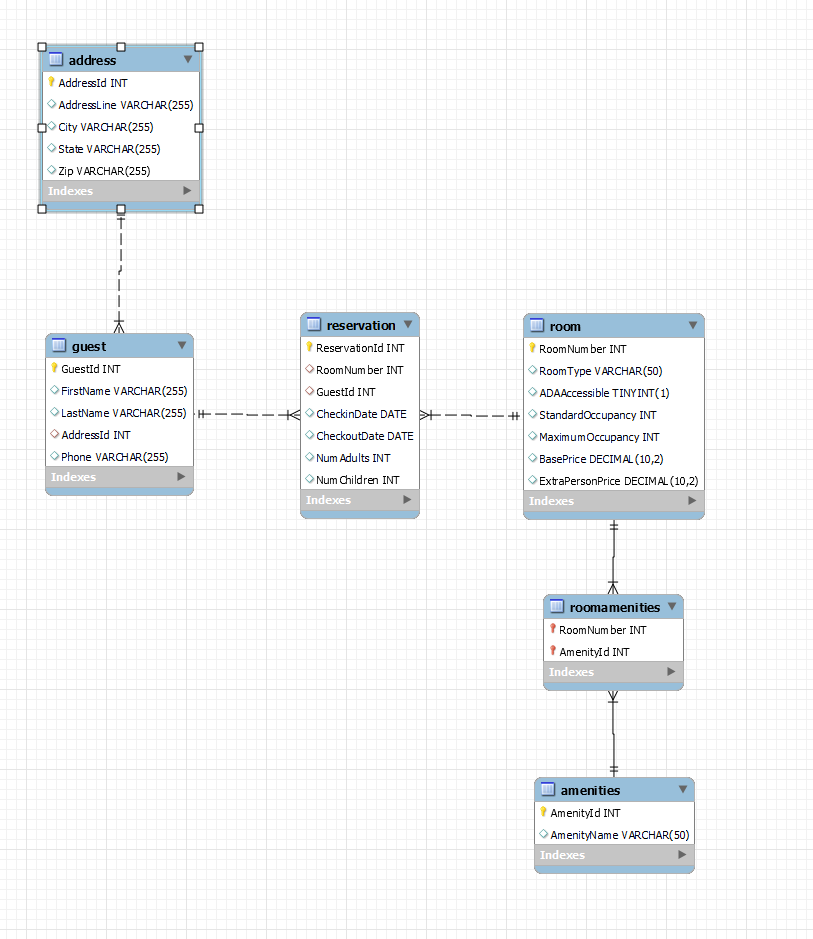 address
AddressId INT
AddressLine VARCHAR(255)
City VARCHAR(255)
State VARCHAR(255)
Zip VARCHAR(255)
Indexes
guest
GuestId INT
FirstName VARCHAR(255)
LastName VARCHAR(255)
AddressId INT
Phone VARCHAR(255)
Indexes
reservation
ReservationId INT
RoomNumber INT
GuestId INT
CheckinDate DATE
CheckoutDate DATE
NumAdults INT
NumChildren INT
Indexes
room
RoomNumber INT
RoomType VARCHAR(50)
ADAAccessible TINYINT(1)
StandardOccupancy INT
MaximumOccupancy INT
BasePrice DECIMAL(10,2)
ExtraPersonPrice DECIMAL(10,2)
Indexes
roomamenities
RoomNumber INT
AmenityId INT
Indexes
amenities
AmenityId INT
AmenityName VARCHAR(50)
Indexes